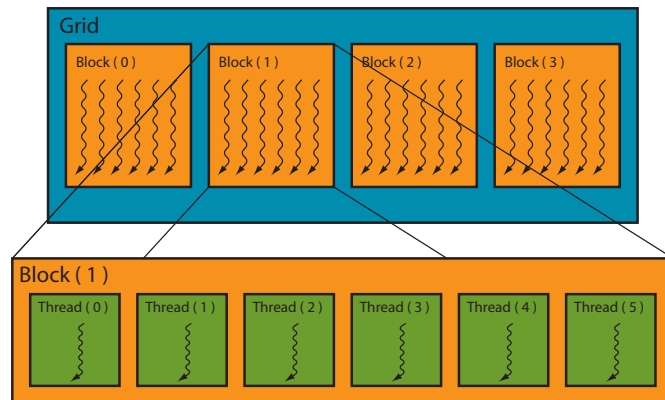 Grid
Block ( 0 )
Block ( 1 )
Block ( 2 )
Block ( 3 )
Block ( 1 )
Thread ( 0 )
Thread ( 1 )
Thread ( 2 )
Thread ( 3 )
Thread ( 4 )
Thread ( 5 )